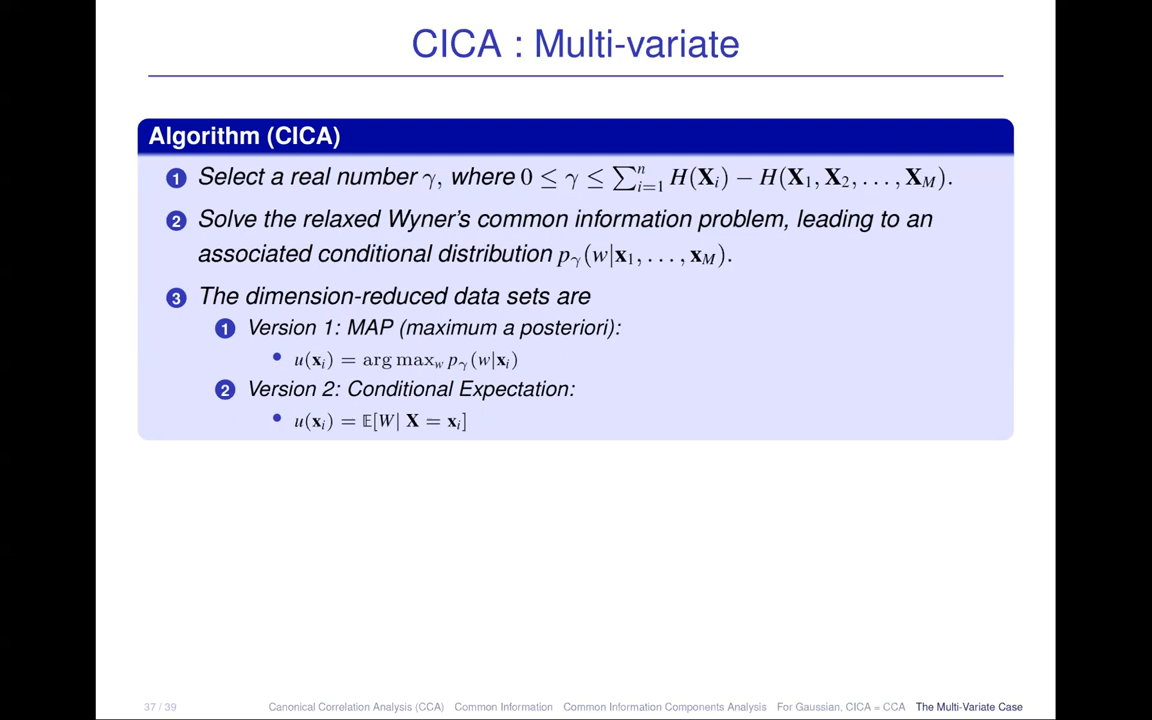 CICA : Multi-variate
Algorithm (CICA)
1 Select a real number γ, where 0 ≤ γ ≤ ∑ⁿᵢ₌₁ H(Xᵢ) − H(X₁, X₂, . . . , X_M).
2 Solve the relaxed Wyner's common information problem, leading to an
associated conditional distribution p_γ(w|x₁, . . . , x_M).
3 The dimension-reduced data sets are
1 Version 1: MAP (maximum a posteriori):
• u(xᵢ) = arg max_w p_γ(w|xᵢ)
2 Version 2: Conditional Expectation:
• u(xᵢ) = 𝔼[W| X = xᵢ]
37 / 39 Canonical Correlation Analysis (CCA) Common Information Common Information Components Analysis For Gaussian, CICA = CCA The Multi-Variate Case